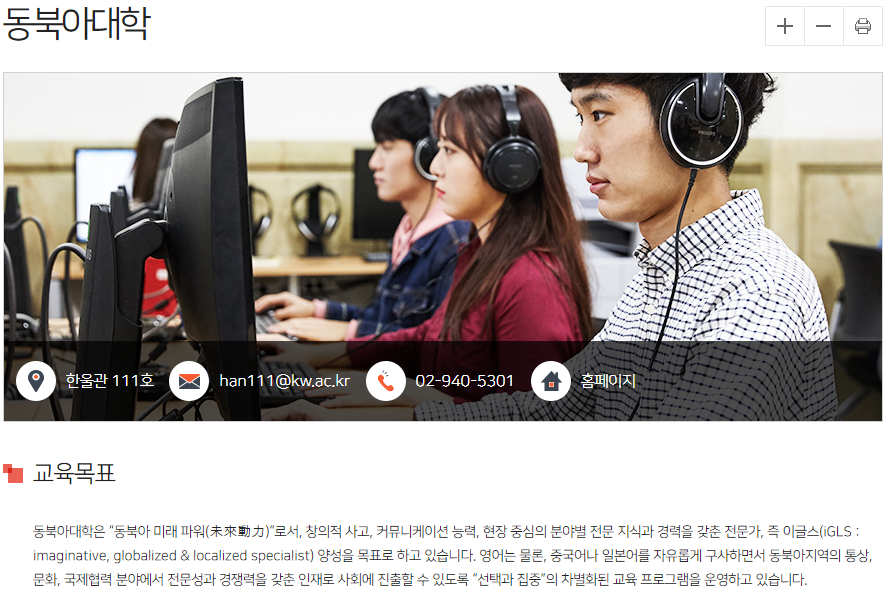 동북아대학
한울관 111호
han111@kw.ac.kr
02-940-5301
홈페이지
교육목표
동북아대학은 "동북아 미래 파워(未來動力)"로서, 창의적 사고, 커뮤니케이션 능력, 현장 중심의 분야별 전문 지식과 경력을 갖춘 전문가, 즉 이글스(iGLS :
imaginative, globalized & localized specialist) 양성을 목표로 하고 있습니다. 영어는 물론, 중국어나 일본어를 자유롭게 구사하면서 동북아지역의 통상,
문화, 국제협력 분야에서 전문성과 경쟁력을 갖춘 인재로 사회에 진출할 수 있도록 "선택과 집중"의 차별화된 교육 프로그램을 운영하고 있습니다.